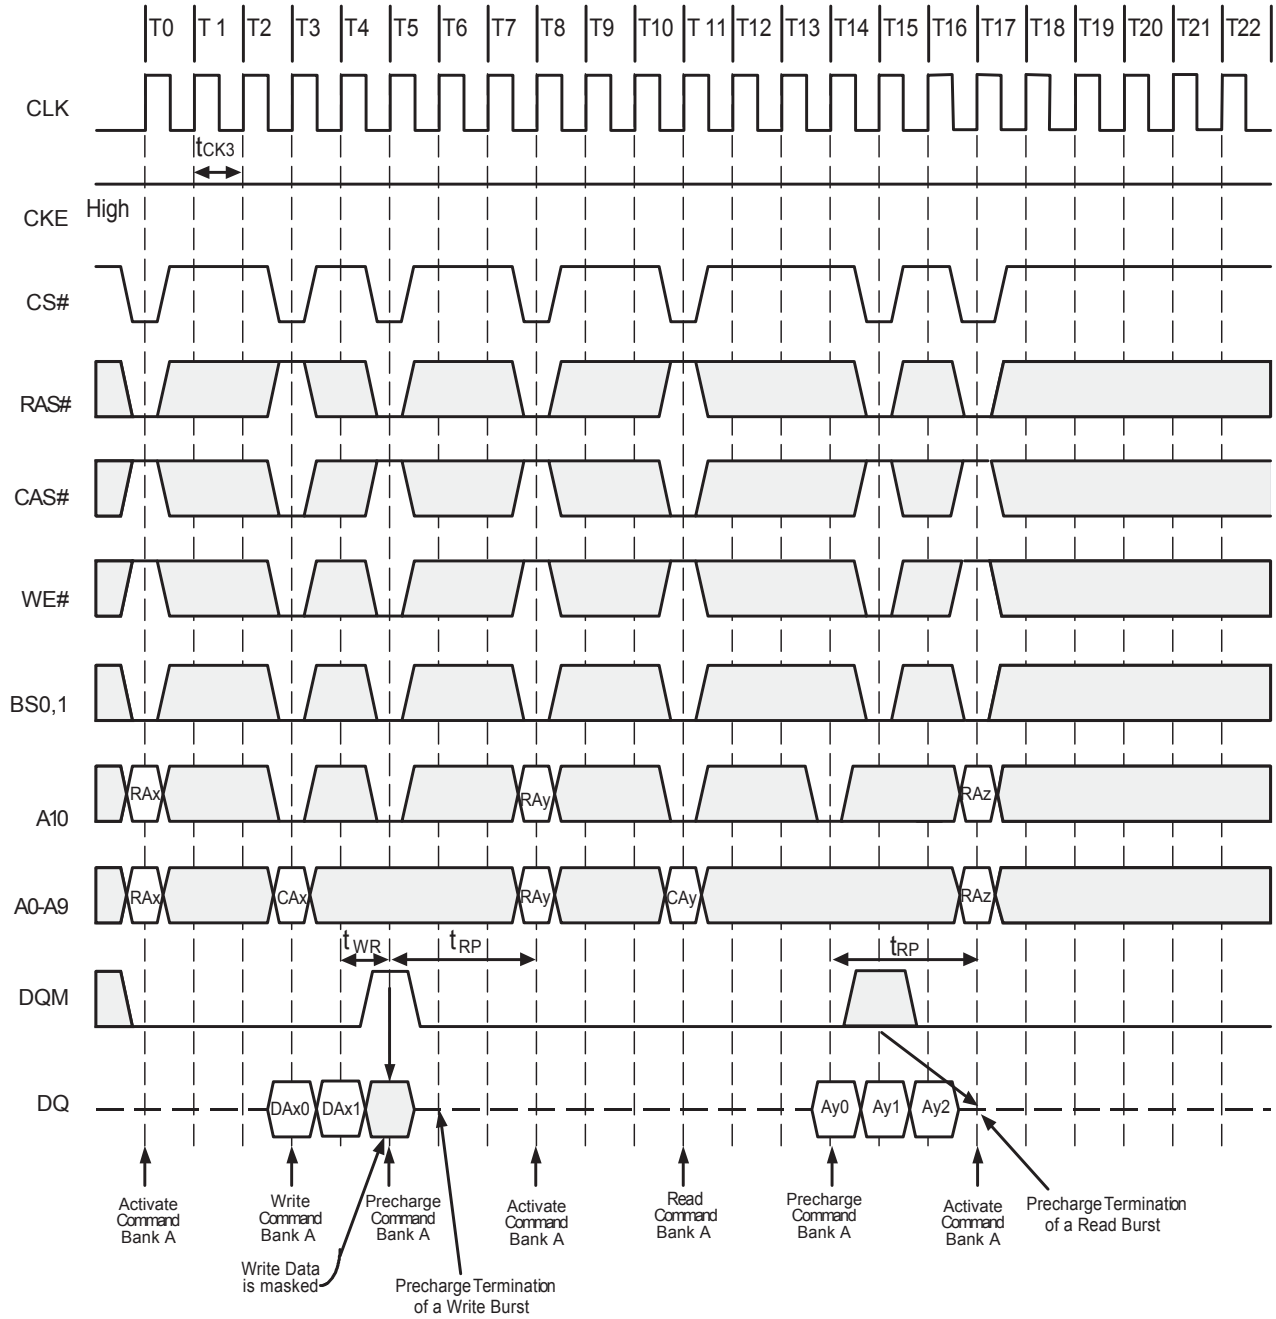 T0 T 1 T2 T3 T4 T5 T6 T7 T8 T9 T10 T 11 T12 T13 T14 T15 T16 T17 T18 T19 T20 T21 T22
CLK
tCK3
CKE High
CS#
RAS#
CAS#
WE#
BS0,1
A10 RAx RAy RAz
A0-A9 RAx CAx RAy CAy RAz
tWR tRP tRP
DQM
DQ DAx0 DAx1 Ay0 Ay1 Ay2
Activate
Command
Bank A
Write
Command
Bank A
Precharge
Command
Bank A
Activate
Command
Bank A
Read
Command
Bank A
Precharge
Command
Bank A
Activate
Command
Bank A
Precharge Termination
of a Read Burst
Write Data
is masked
Precharge Termination
of a Write Burst